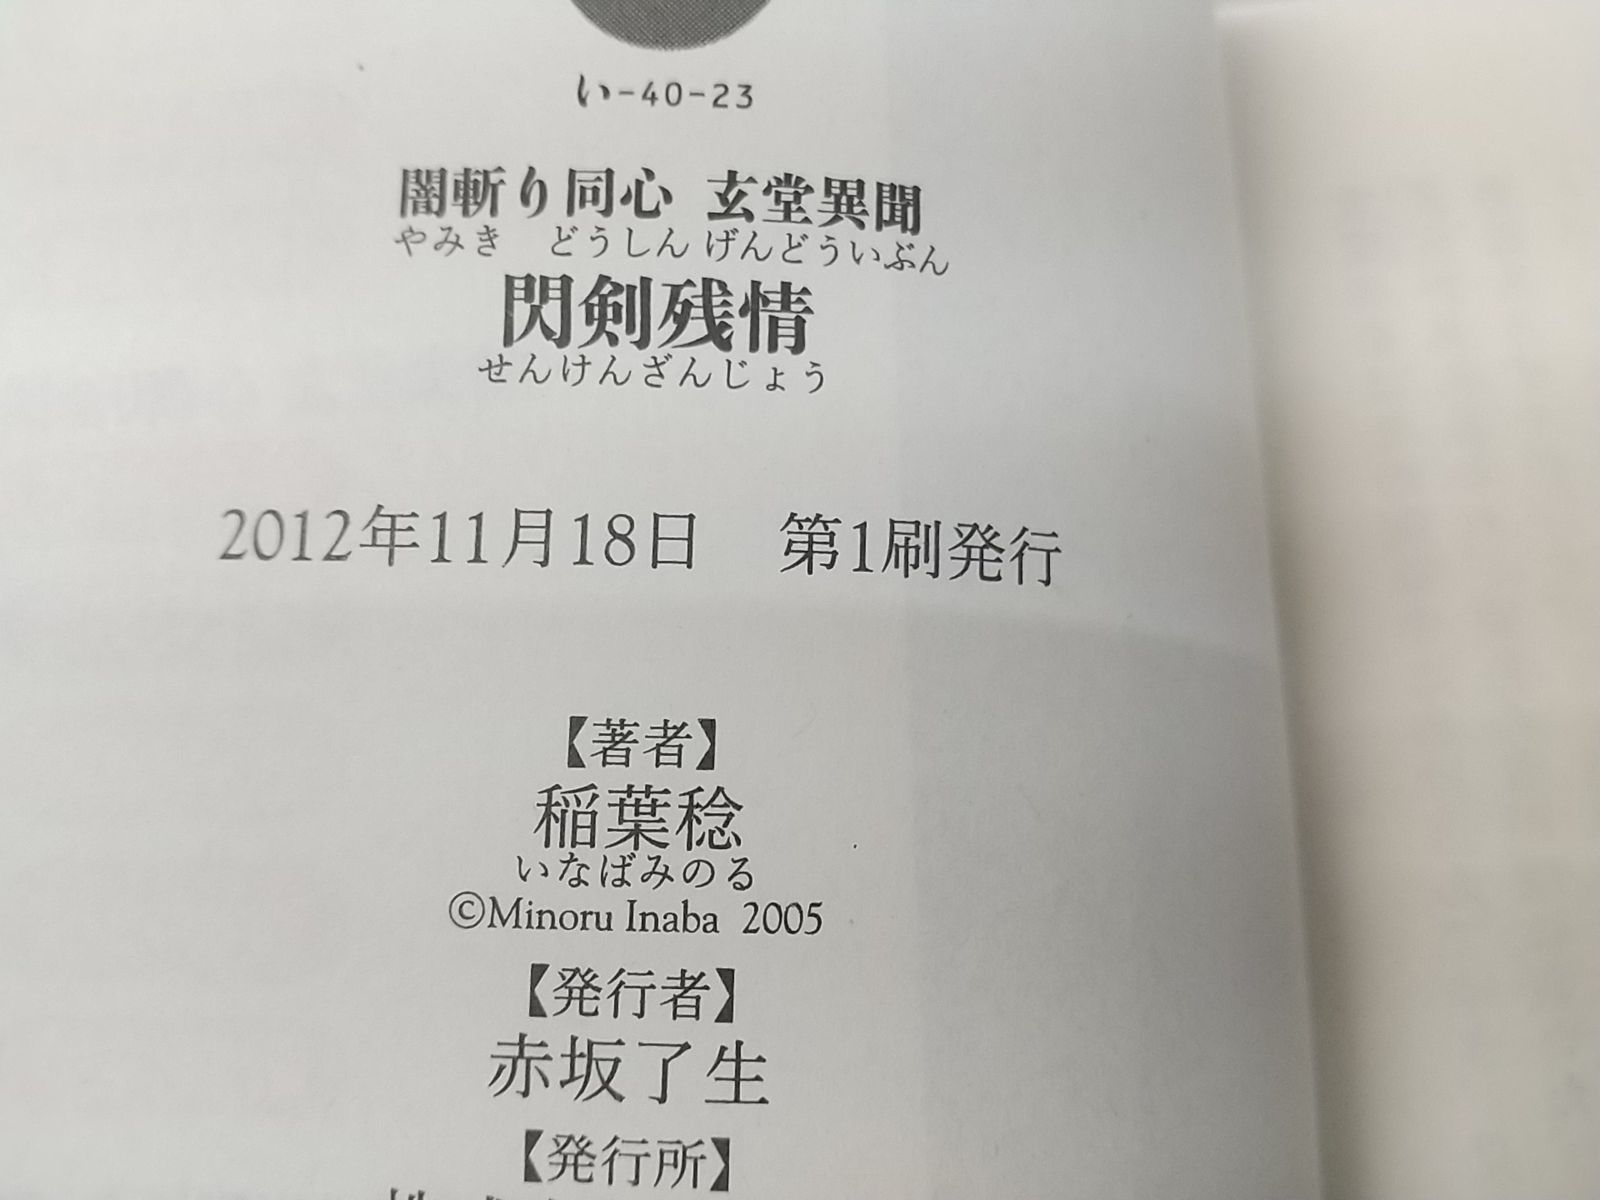 い-40-23
闇斬り同心 玄堂異聞
やみき どうしん げんどういぶん
閃剣残情
せんけんざんじょう
2012年11月18日 第1刷発行
【著者】
稲葉稔
いなばみのる
©Minoru Inaba 2005
【発行者】
赤坂了生
【発行所】